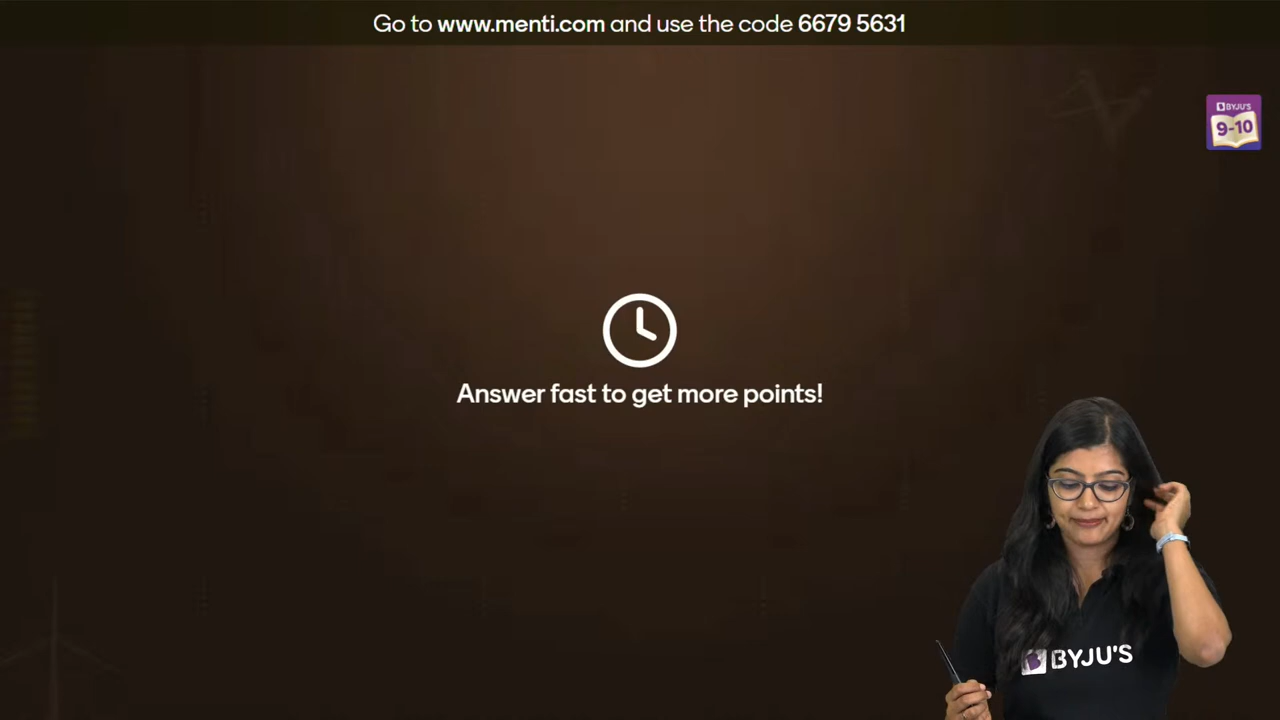 Go to www.menti.com and use the code 6679 5631
BYJU'S
9-10
Answer fast to get more points!
BYJU'S